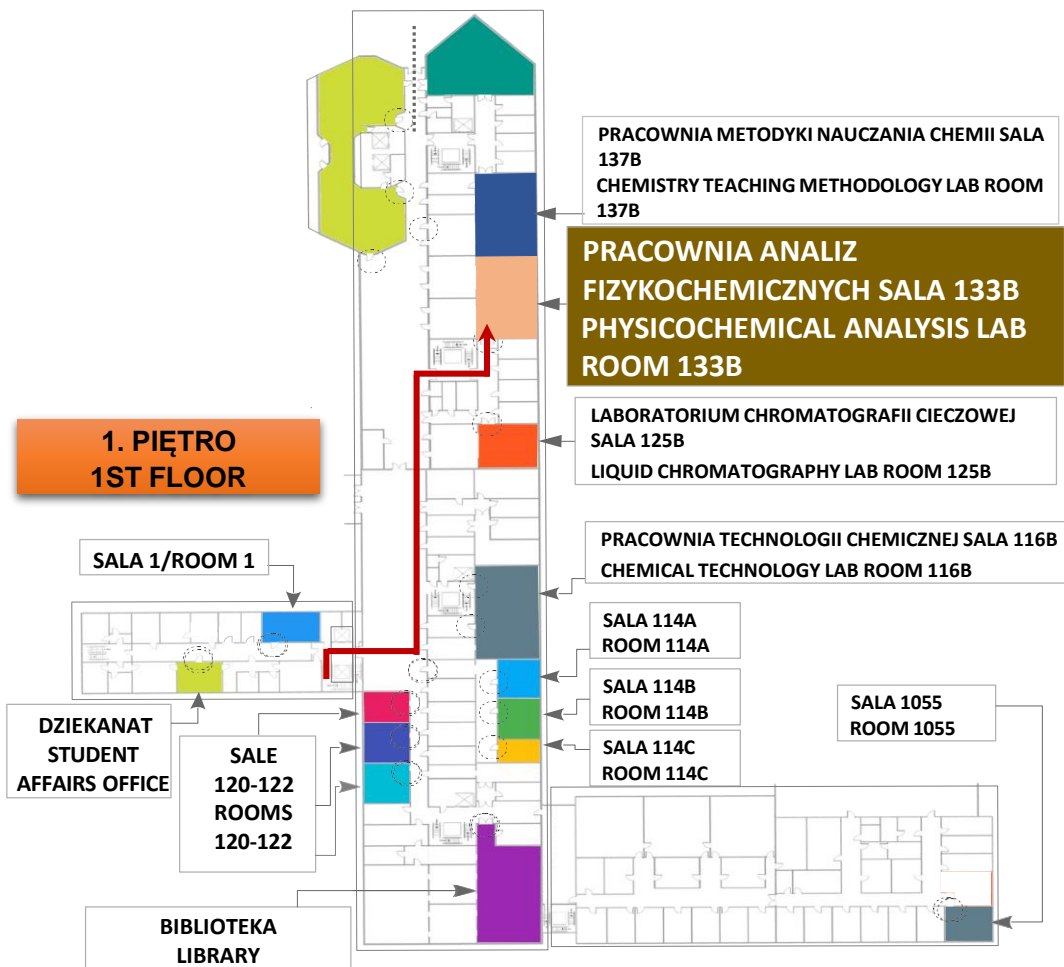 PRACOWNIA METODYKI NAUCZANIA CHEMII SALA
137B
CHEMISTRY TEACHING METHODOLOGY LAB ROOM
137B
PRACOWNIA ANALIZ
FIZYKOCHEMICZNYCH SALA 133B
PHYSICOCHEMICAL ANALYSIS LAB
ROOM 133B
LABORATORIUM CHROMATOGRAFII CIECZOWEJ
SALA 125B
LIQUID CHROMATOGRAPHY LAB ROOM 125B
1. PIĘTRO
1ST FLOOR
PRACOWNIA TECHNOLOGII CHEMICZNEJ SALA 116B
CHEMICAL TECHNOLOGY LAB ROOM 116B
SALA 1/ROOM 1
SALA 114A
ROOM 114A
SALA 114B
ROOM 114B
SALA 114C
ROOM 114C
SALA 1055
ROOM 1055
DZIEKANAT
STUDENT
AFFAIRS OFFICE
SALE
120-122
ROOMS
120-122
BIBLIOTEKA
LIBRARY